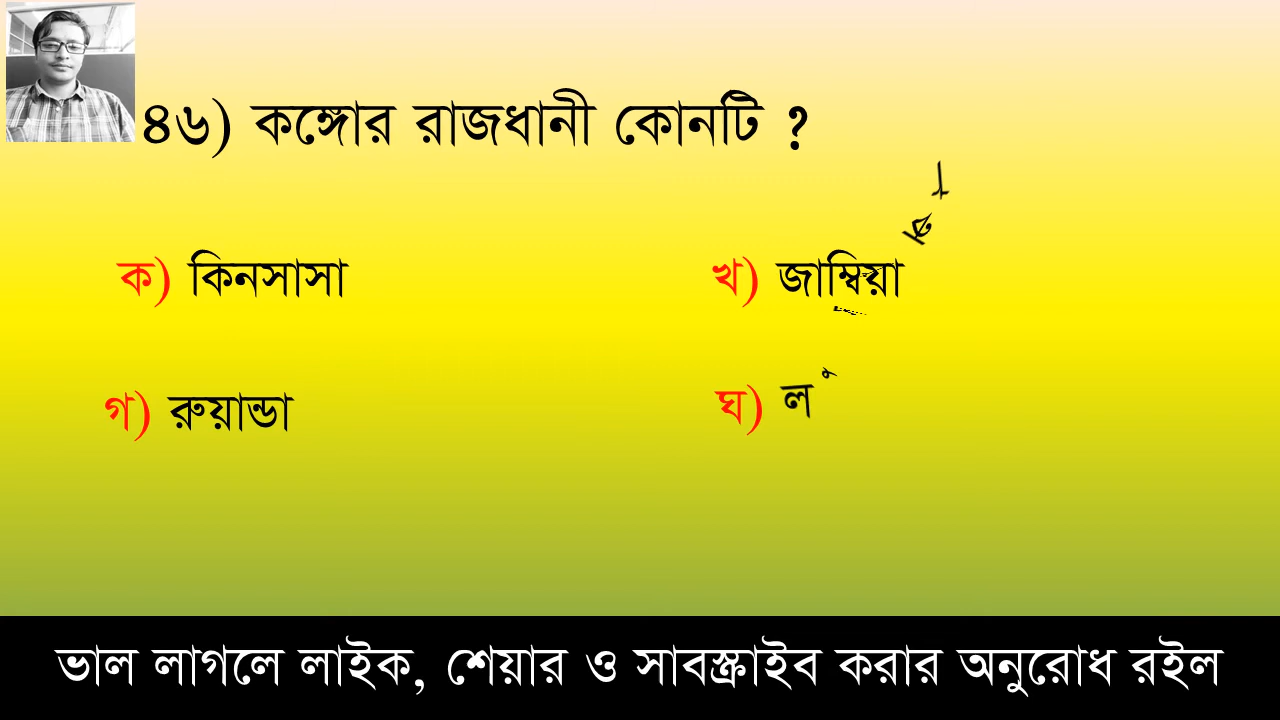 ৪৬) কঙ্গোর রাজধানী কোনটি ?
ক) কিনসাসা
খ) জাম্বিয়া
গ) রুয়ান্ডা
ঘ) ল
ভাল লাগলে লাইক, শেয়ার ও সাবস্ক্রাইব করার অনুরোধ রইল